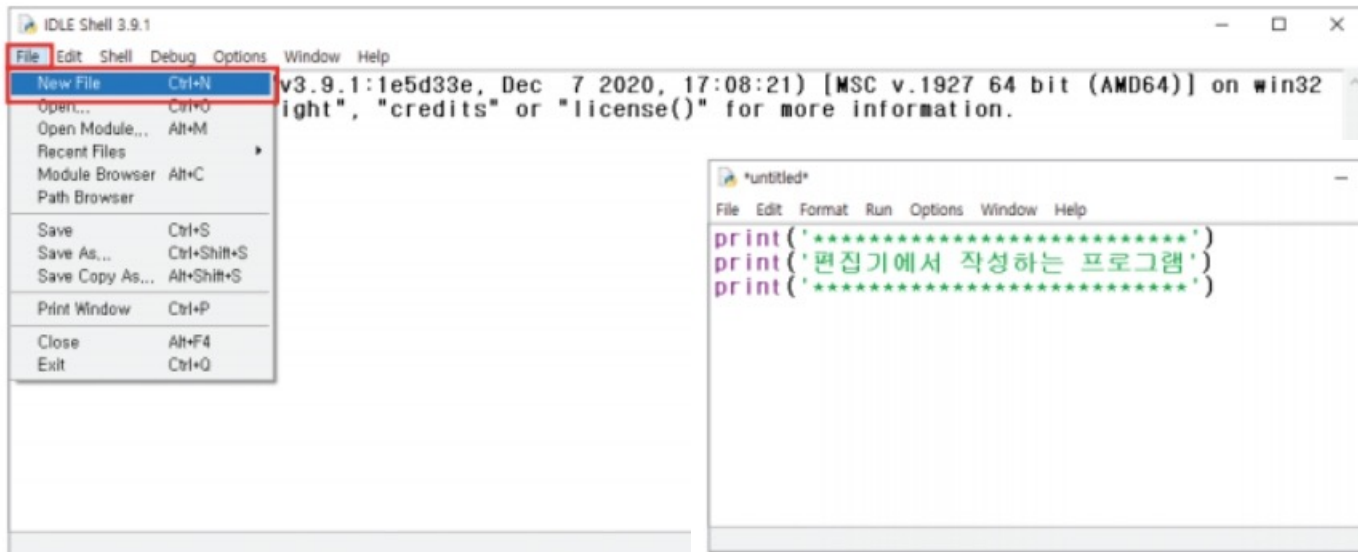 IDLE Shell 3.9.1
File Edit Shell Debug Options Window Help
New File Ctrl+N
Open... Ctrl+O
Open Module... Alt+M
Recent Files
Module Browser Alt+C
Path Browser
Save Ctrl+S
Save As... Ctrl+Shift+S
Save Copy As... Alt+Shift+S
Print Window Ctrl+P
Close Alt+F4
Exit Ctrl+Q
v3.9.1:1e5d33e, Dec 7 2020, 17:08:21) [MSC v.1927 64 bit (AMD64)] on win32
ight", "credits" or "license()" for more information.
*untitled*
File Edit Format Run Options Window Help
print('***************************')
print('편집기에서 작성하는 프로그램')
print('***************************')